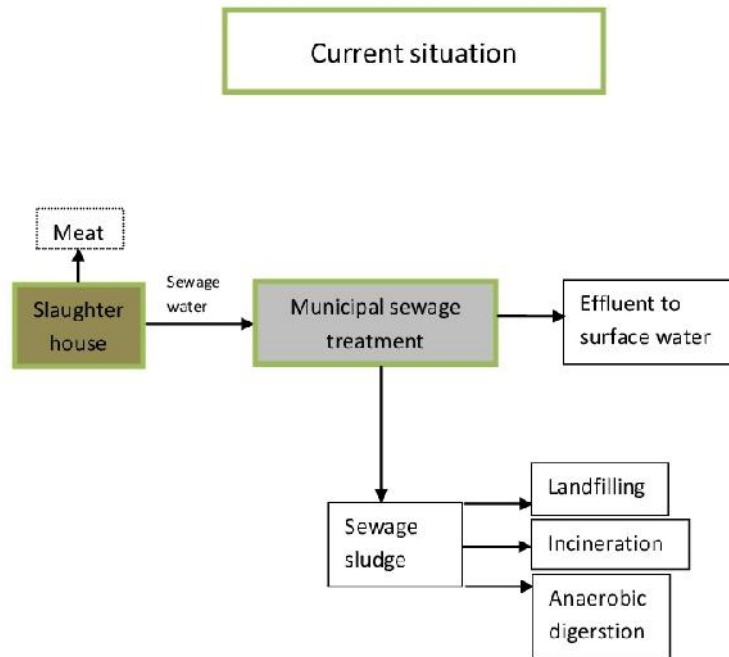 Current situation
Meat
Slaughter
house
Sewage
water
Municipal sewage
treatment
Effluent to
surface water
Sewage
sludge
Landfilling
Incineration
Anaerobic
digerstion